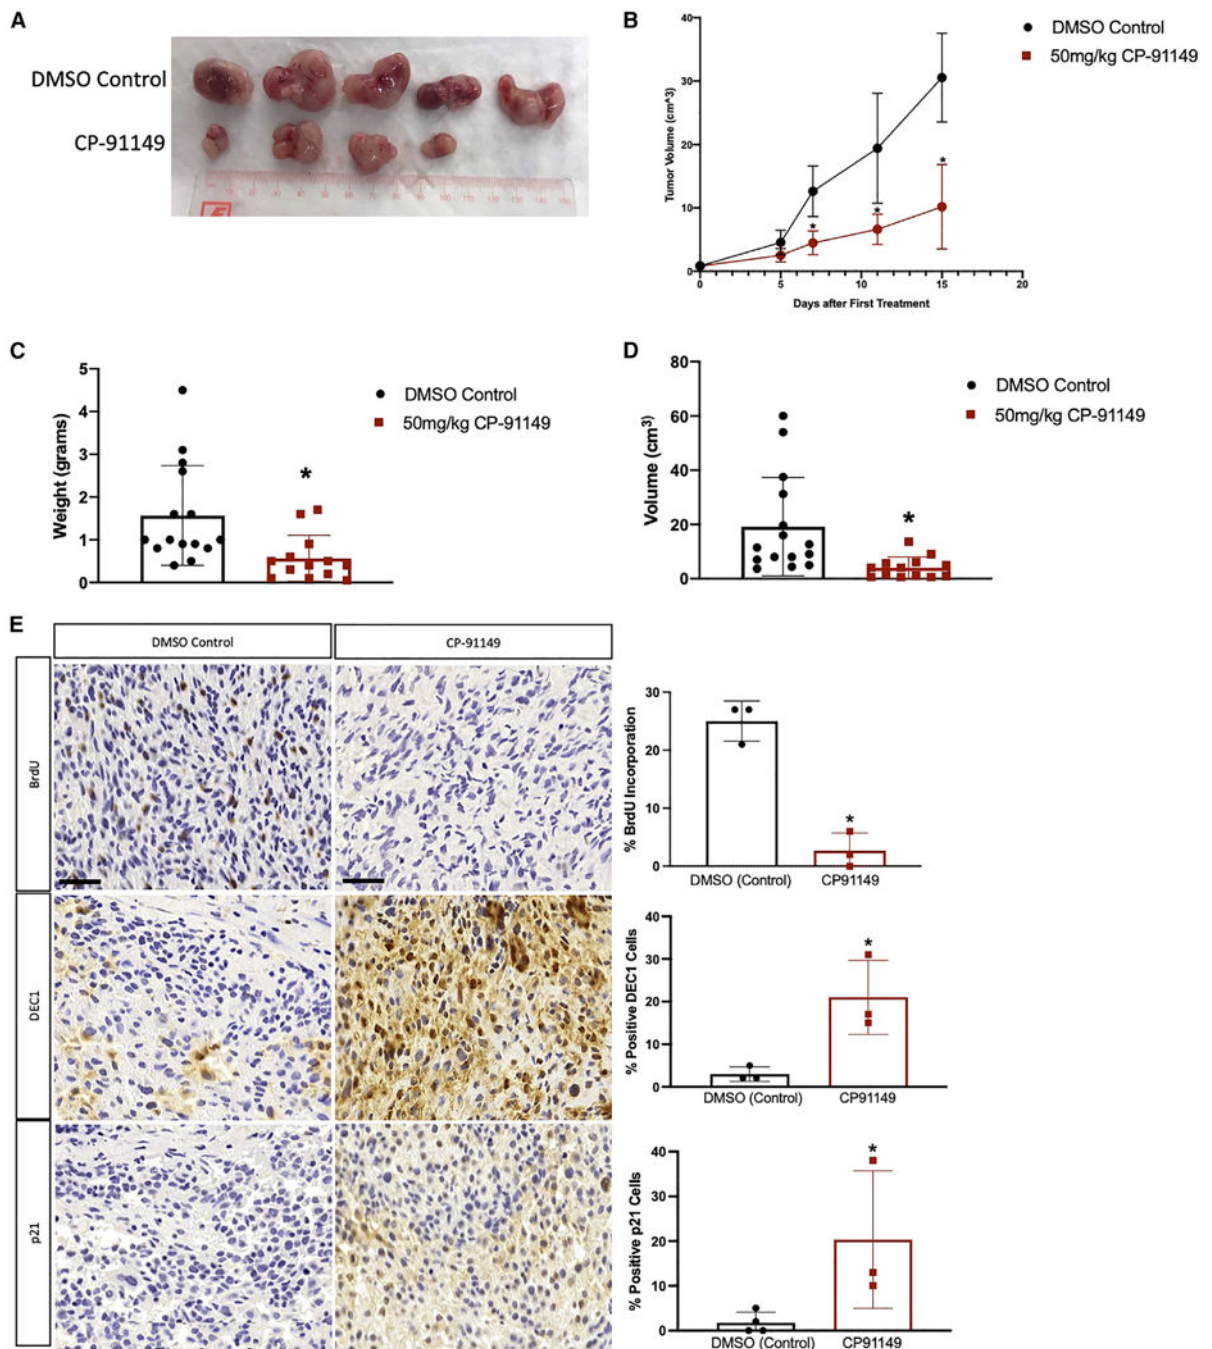 A
DMSO Control
CP-91149
B
Tumor Volume (cm^3)
40
30
20
10
0
0
5
10
15
20
Days after First Treatment
DMSO Control
50mg/kg CP-91149
*
*
*
C
Weight (grams)
5
4
3
2
1
0
*
DMSO Control
50mg/kg CP-91149
D
Volume (cm³)
80
60
40
20
0
*
DMSO Control
50mg/kg CP-91149
E
DMSO Control
CP-91149
BrdU
% BrdU Incorporation
30
20
10
0
*
DMSO (Control)
CP91149
DEC1
% Positive DEC1 Cells
40
30
20
10
0
*
DMSO (Control)
CP91149
p21
% Positive p21 Cells
40
30
20
10
0
*
DMSO (Control)
CP91149